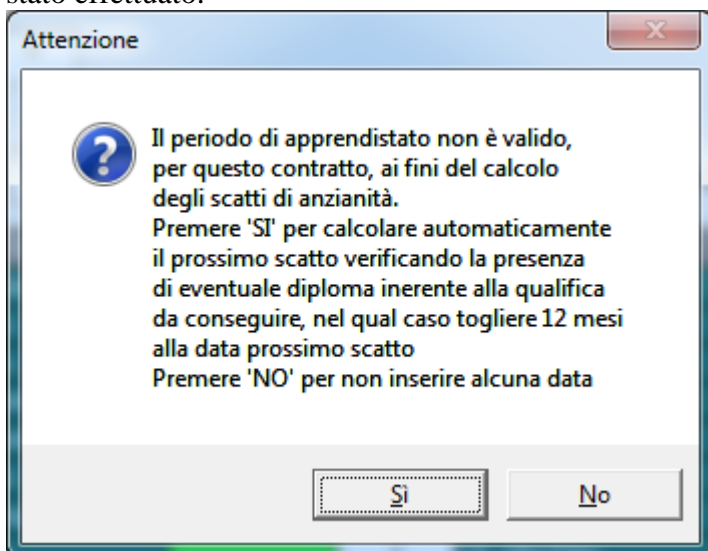 stato effettuato.
Attenzione
Il periodo di apprendistato non è valido,
per questo contratto, ai fini del calcolo
degli scatti di anzianità.
Premere 'SI' per calcolare automaticamente
il prossimo scatto verificando la presenza
di eventuale diploma inerente alla qualifica
da conseguire, nel qual caso togliere 12 mesi
alla data prossimo scatto
Premere 'NO' per non inserire alcuna data
Sì
No